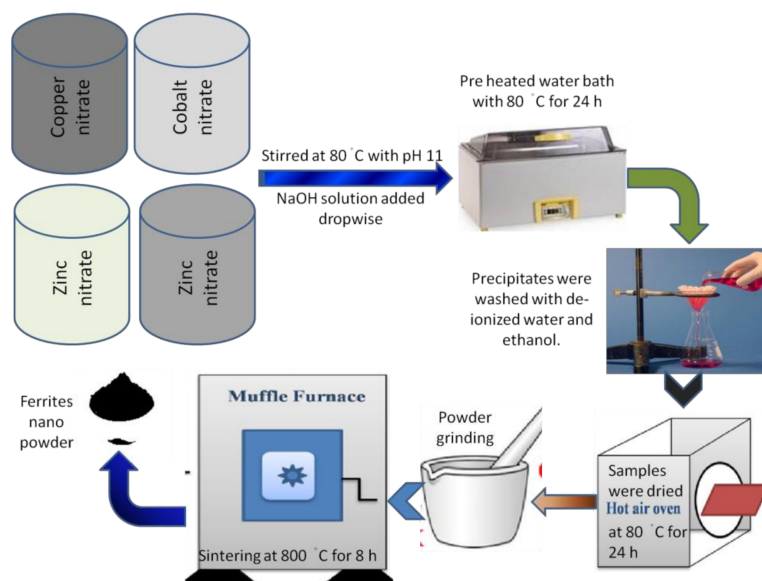 Copper
nitrate
Cobalt
nitrate
Zinc
nitrate
Zinc
nitrate
Stirred at 80 °C with pH 11
NaOH solution added
dropwise
Pre heated water bath
with 80 °C for 24 h
Precipitates were
washed with de-
ionized water and
ethanol.
Samples
were dried
Hot air oven
at 80 °C for
24 h
Powder
grinding
Muffle Furnace
Sintering at 800 °C for 8 h
Ferrites
nano
powder